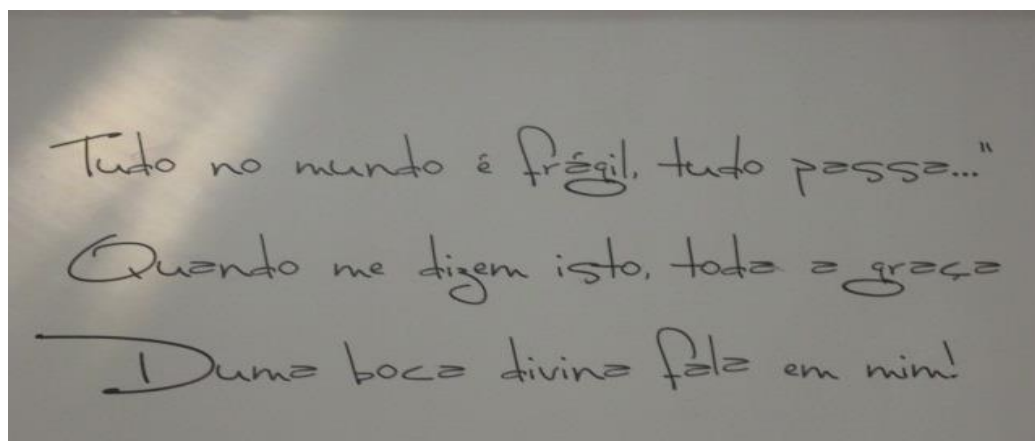 Tudo no mundo é frágil, tudo passa..."
Quando me dizem isto, toda a graça
Duma boca divina fala em mim!